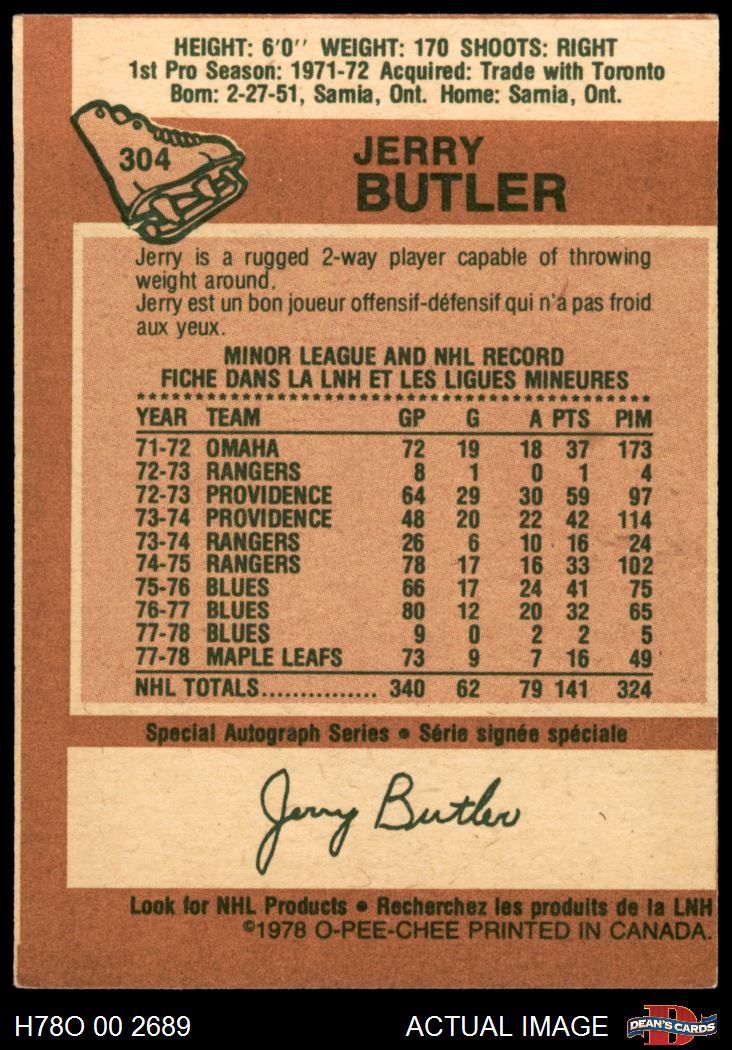 HEIGHT: 6'0'' WEIGHT: 170 SHOOTS: RIGHT
1st Pro Season: 1971-72 Acquired: Trade with Toronto
Born: 2-27-51, Sarnia, Ont. Home: Sarnia, Ont.
304
JERRY
BUTLER
Jerry is a rugged 2-way player capable of throwing
weight around.
Jerry est un bon joueur offensif-défensif qui n'a pas froid
aux yeux.
MINOR LEAGUE AND NHL RECORD
FICHE DANS LA LNH ET LES LIGUES MINEURES
YEAR TEAM GP G A PTS PIM
71-72 OMAHA 72 19 18 37 173
72-73 RANGERS 8 1 0 1 4
72-73 PROVIDENCE 64 29 30 59 97
73-74 PROVIDENCE 48 20 22 42 114
73-74 RANGERS 26 6 10 16 24
74-75 RANGERS 78 17 16 33 102
75-76 BLUES 66 17 24 41 75
76-77 BLUES 80 12 20 32 65
77-78 BLUES 9 0 2 2 5
77-78 MAPLE LEAFS 73 9 7 16 49
NHL TOTALS............... 340 62 79 141 324
Special Autograph Series • Série signée spéciale
Jerry Butler
Look for NHL Products • Recherchez les produits de la LNH
©1978 O-PEE-CHEE PRINTED IN CANADA.
H78O 00 2689 ACTUAL IMAGE D DEAN'S CARDS